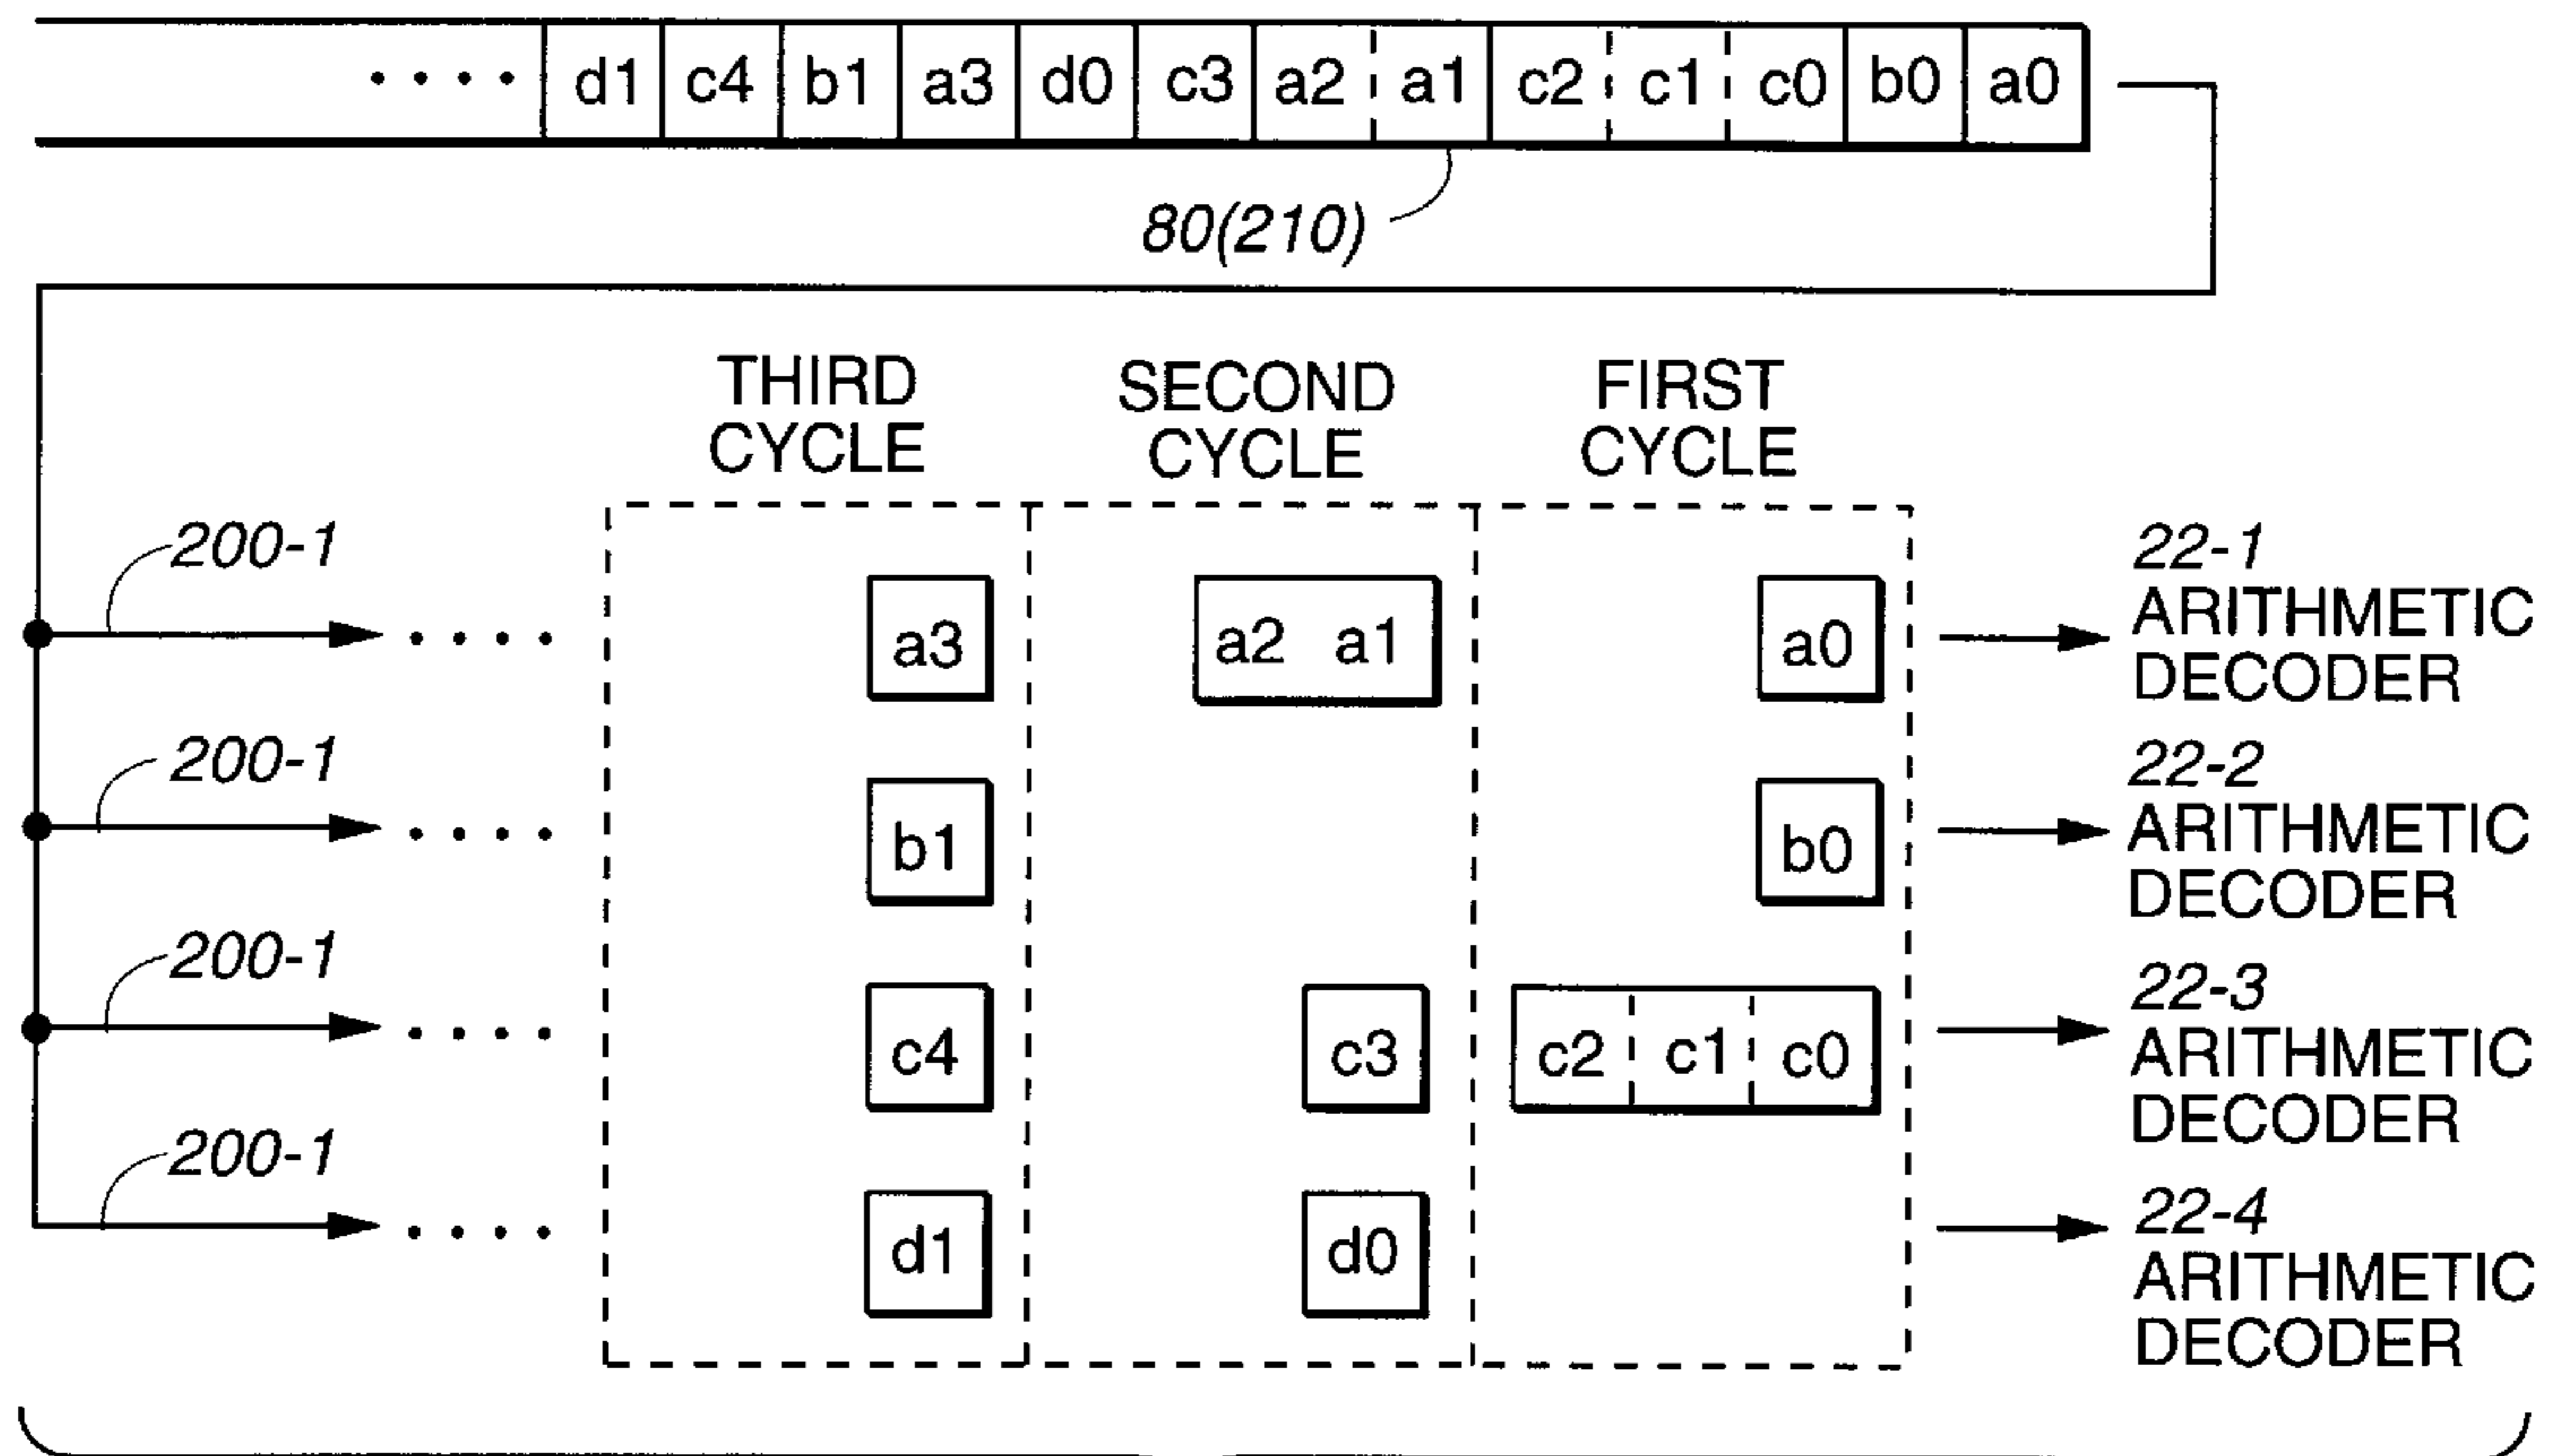 .... d1 c4 b1 a3 d0 c3 a2 a1 c2 c1 c0 b0 a0
80(210)
THIRD CYCLE
SECOND CYCLE
FIRST CYCLE
200-1
.... a3 a2 a1 a0
22-1
ARITHMETIC
DECODER
200-1
.... b1 b0
22-2
ARITHMETIC
DECODER
200-1
.... c4 c3 c2 c1 c0
22-3
ARITHMETIC
DECODER
200-1
.... d1 d0
22-4
ARITHMETIC
DECODER